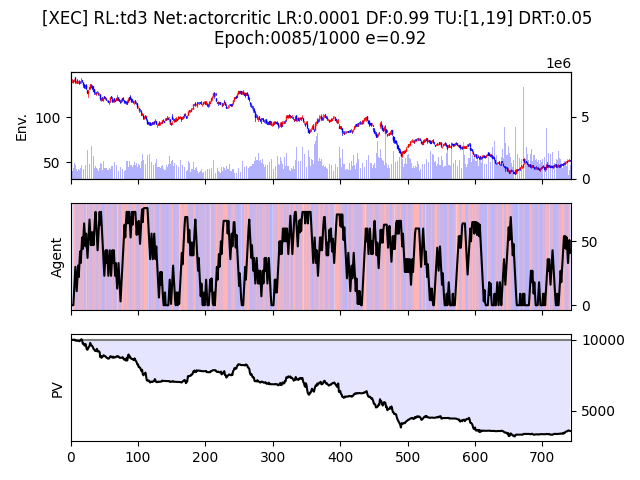 [XEC] RL:td3 Net:actorcritic LR:0.0001 DF:0.99 TU:[1,19] DRT:0.05
Epoch:0085/1000 e=0.92
1e6
Env.
100
50
5
0
Agent
50
0
PV
10000
5000
0 100 200 300 400 500 600 700